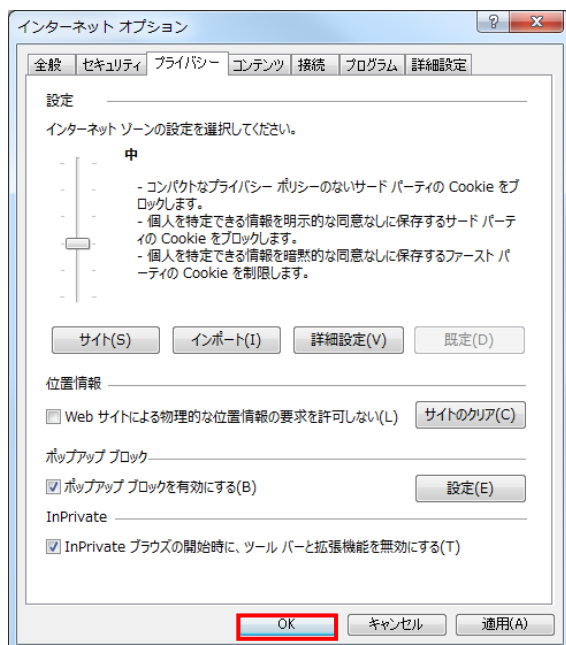 インターネット オプション
全般 セキュリティ プライバシー コンテンツ 接続 プログラム 詳細設定
設定
インターネット ゾーンの設定を選択してください。
中
- コンパクトなプライバシー ポリシーのないサード パーティの Cookie をブ
ロックします。
- 個人を特定できる情報を明示的な同意なしに保存するサード パーテ
ィの Cookie をブロックします。
- 個人を特定できる情報を暗黙的な同意なしに保存するファースト パ
ーティの Cookie を制限します。
サイト(S) インポート(I) 詳細設定(V) 既定(D)
位置情報
Web サイトによる物理的な位置情報の要求を許可しない(L) サイトのクリア(C)
ポップアップ ブロック
ポップアップ ブロックを有効にする(B) 設定(E)
InPrivate
InPrivate ブラウズの開始時に、ツール バーと拡張機能を無効にする(T)
OK キャンセル 適用(A)